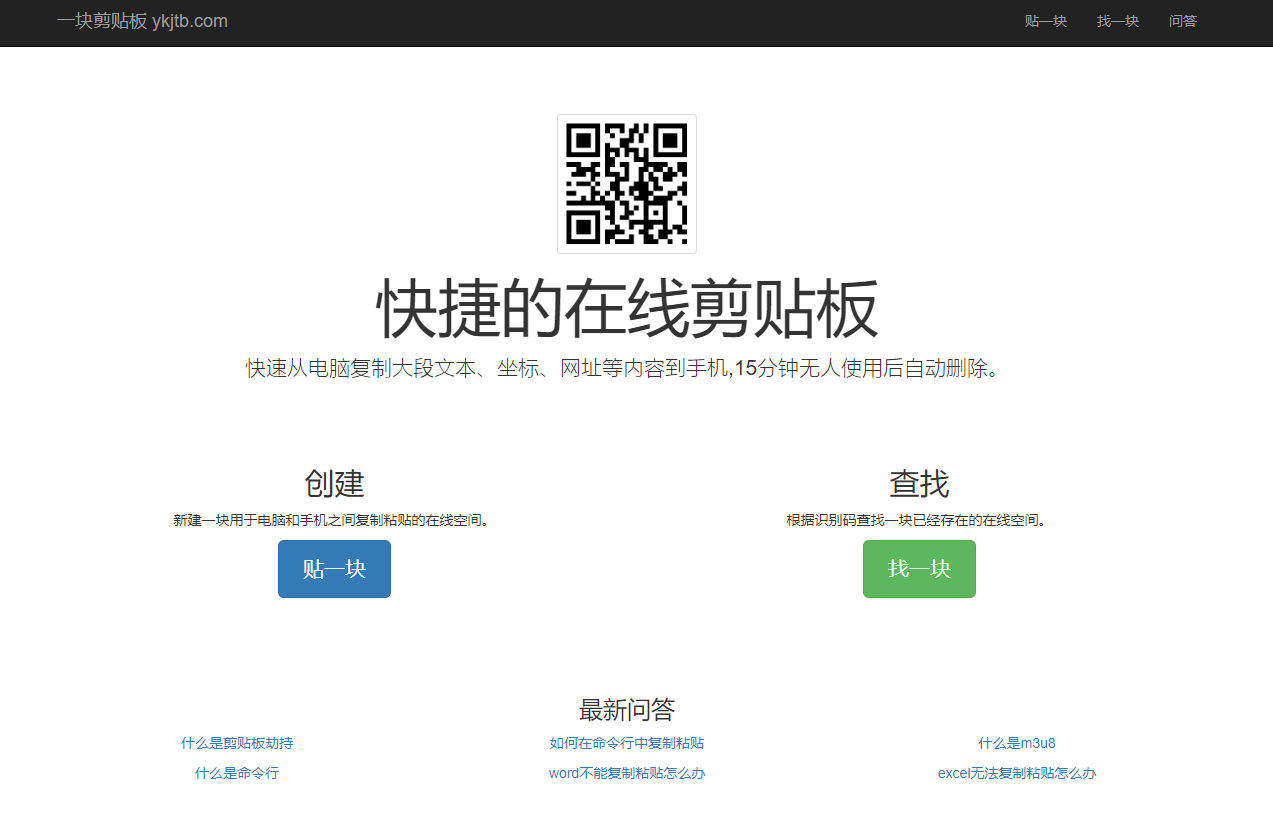 一块剪贴板 ykjtb.com
贴一块 找一块 问答
快捷的在线剪贴板
快速从电脑复制大段文本、坐标、网址等内容到手机,15分钟无人使用后自动删除。
创建
新建一块用于电脑和手机之间复制粘贴的在线空间。
贴一块
查找
根据识别码查找一块已经存在的在线空间。
找一块
最新问答
什么是剪贴板劫持 如何在命令行中复制粘贴 什么是m3u8
什么是命令行 word不能复制粘贴怎么办 excel无法复制粘贴怎么办